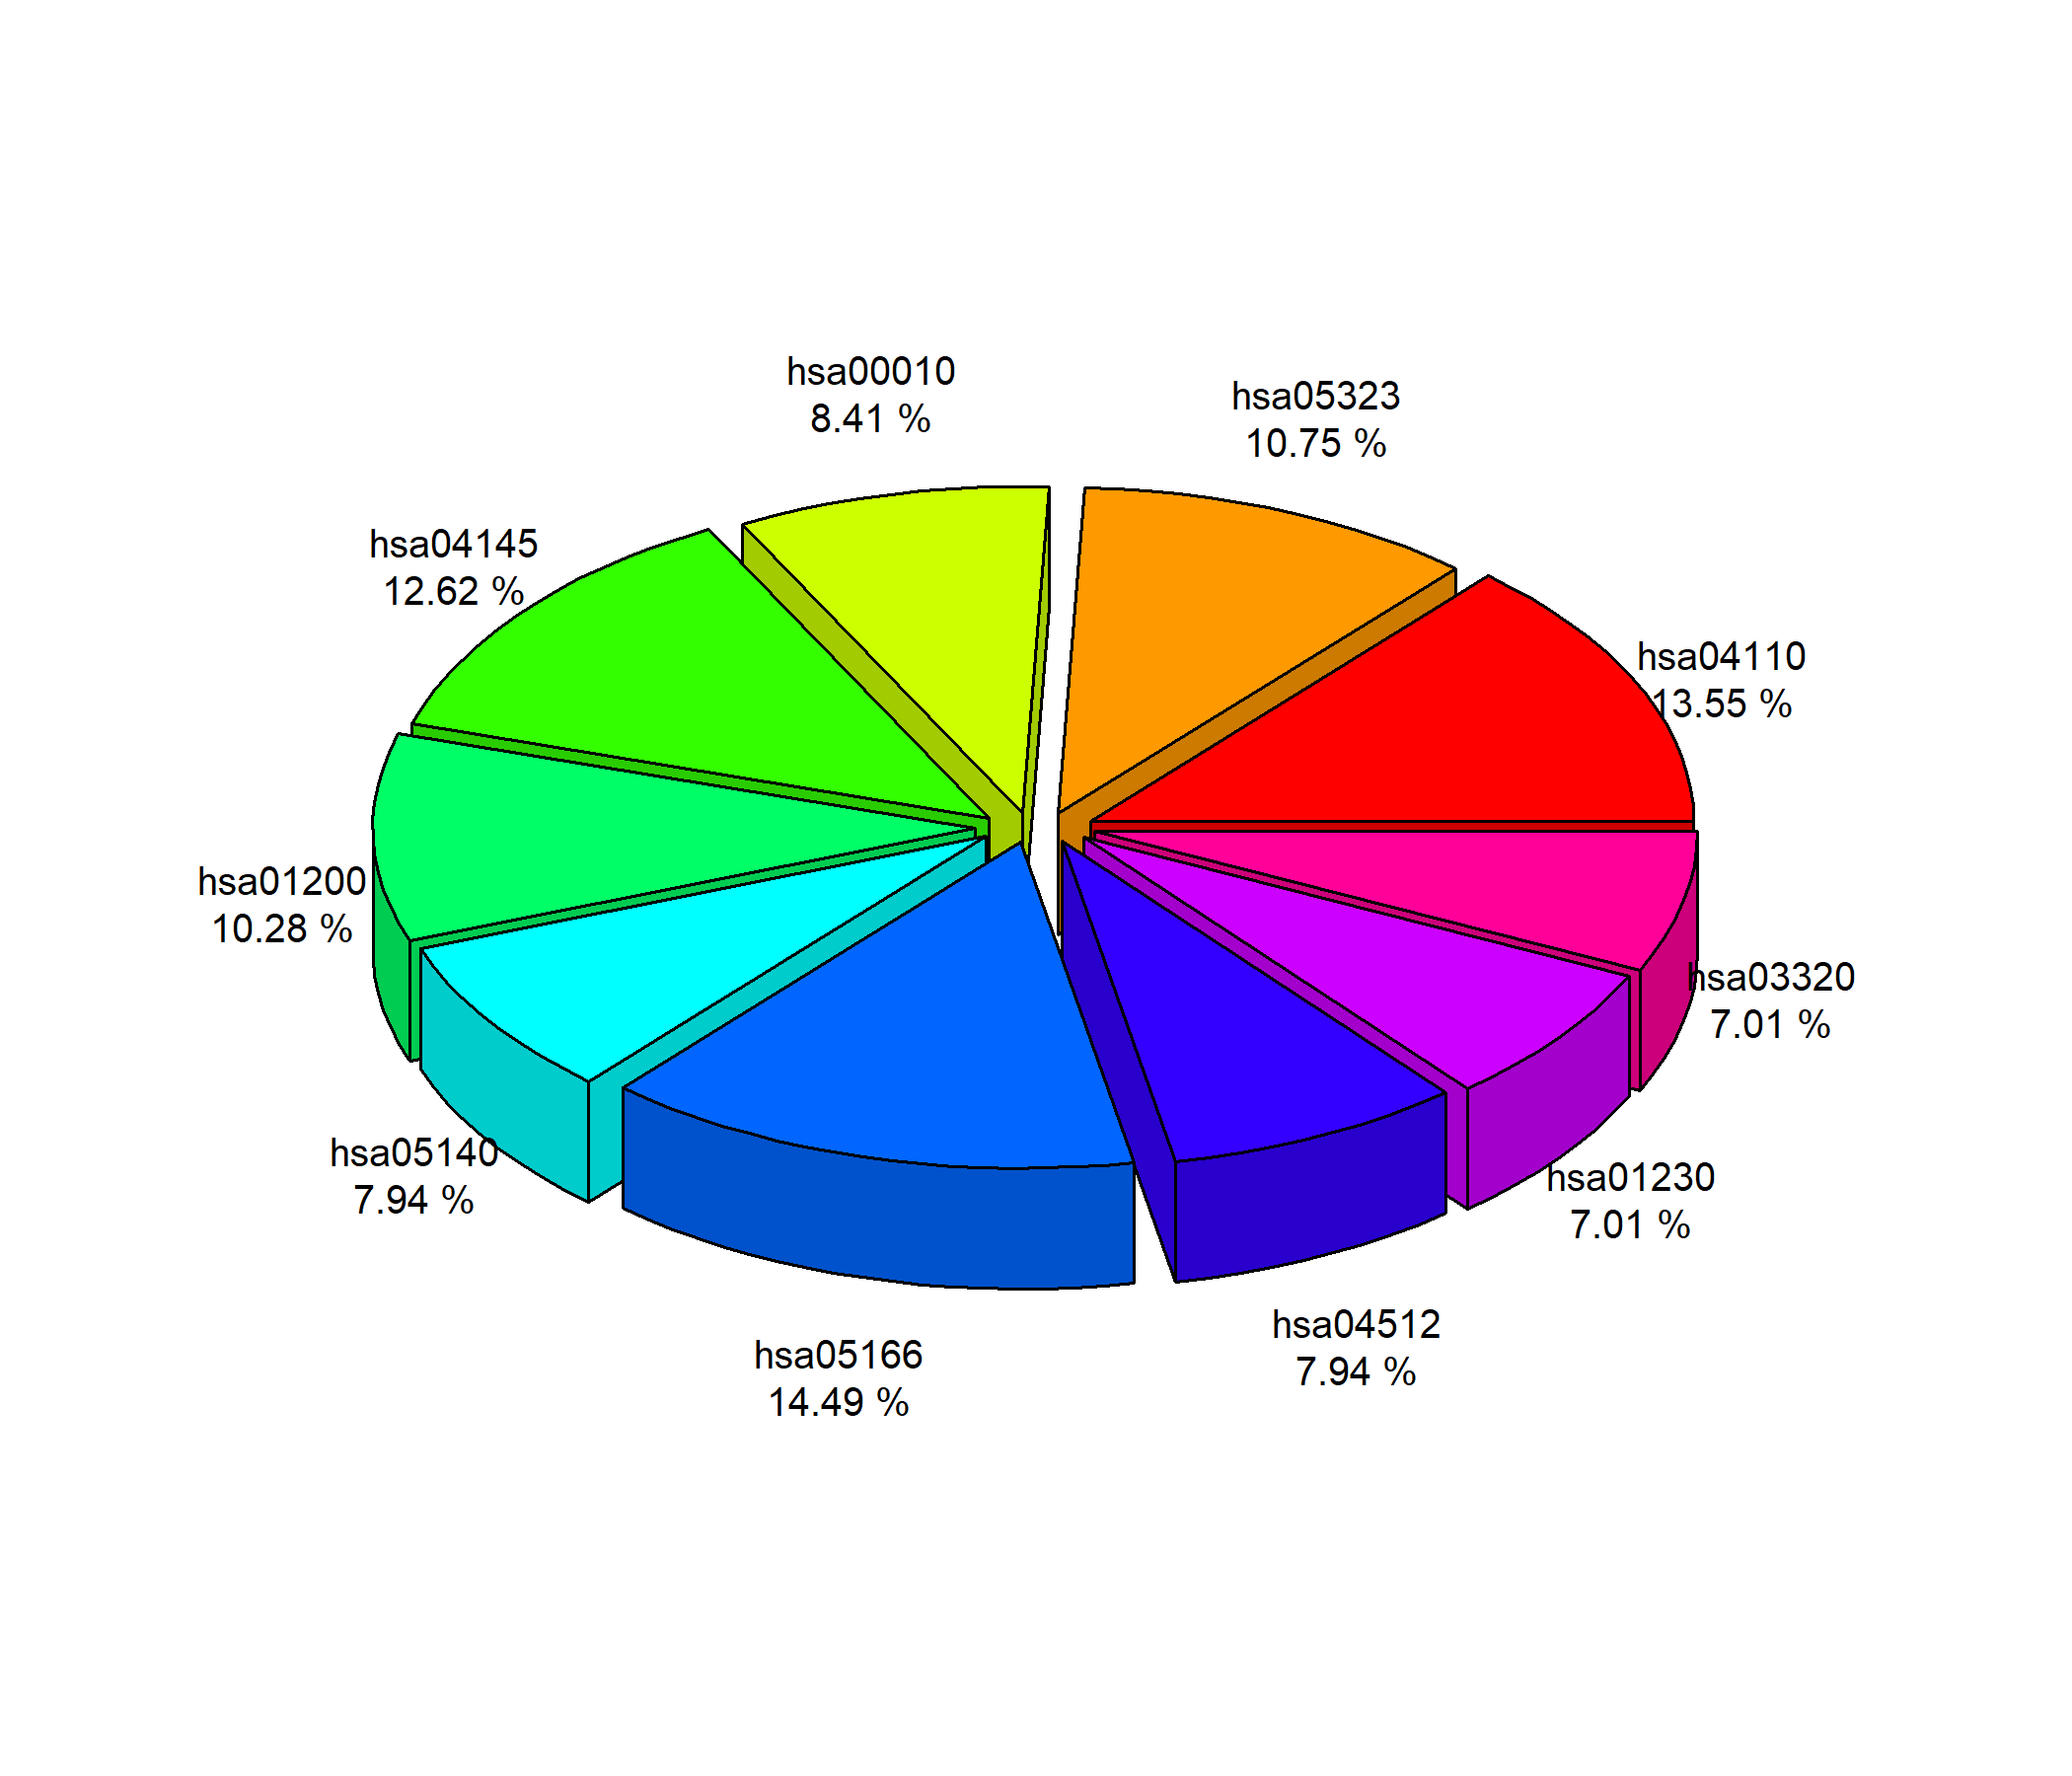 hsa00010
8.41 %
hsa05323
10.75 %
hsa04145
12.62 %
hsa04110
13.55 %
hsa01200
10.28 %
hsa03320
7.01 %
hsa05140
7.94 %
hsa01230
7.01 %
hsa04512
7.94 %
hsa05166
14.49 %